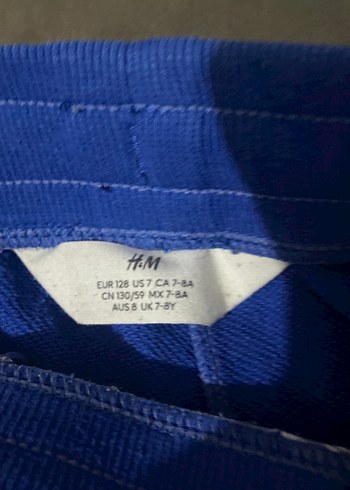 H&M
EUR 128 US 7 CA 7-8A
CN 130/59 MX 7-8A
AUS 8 UK 7-8Y